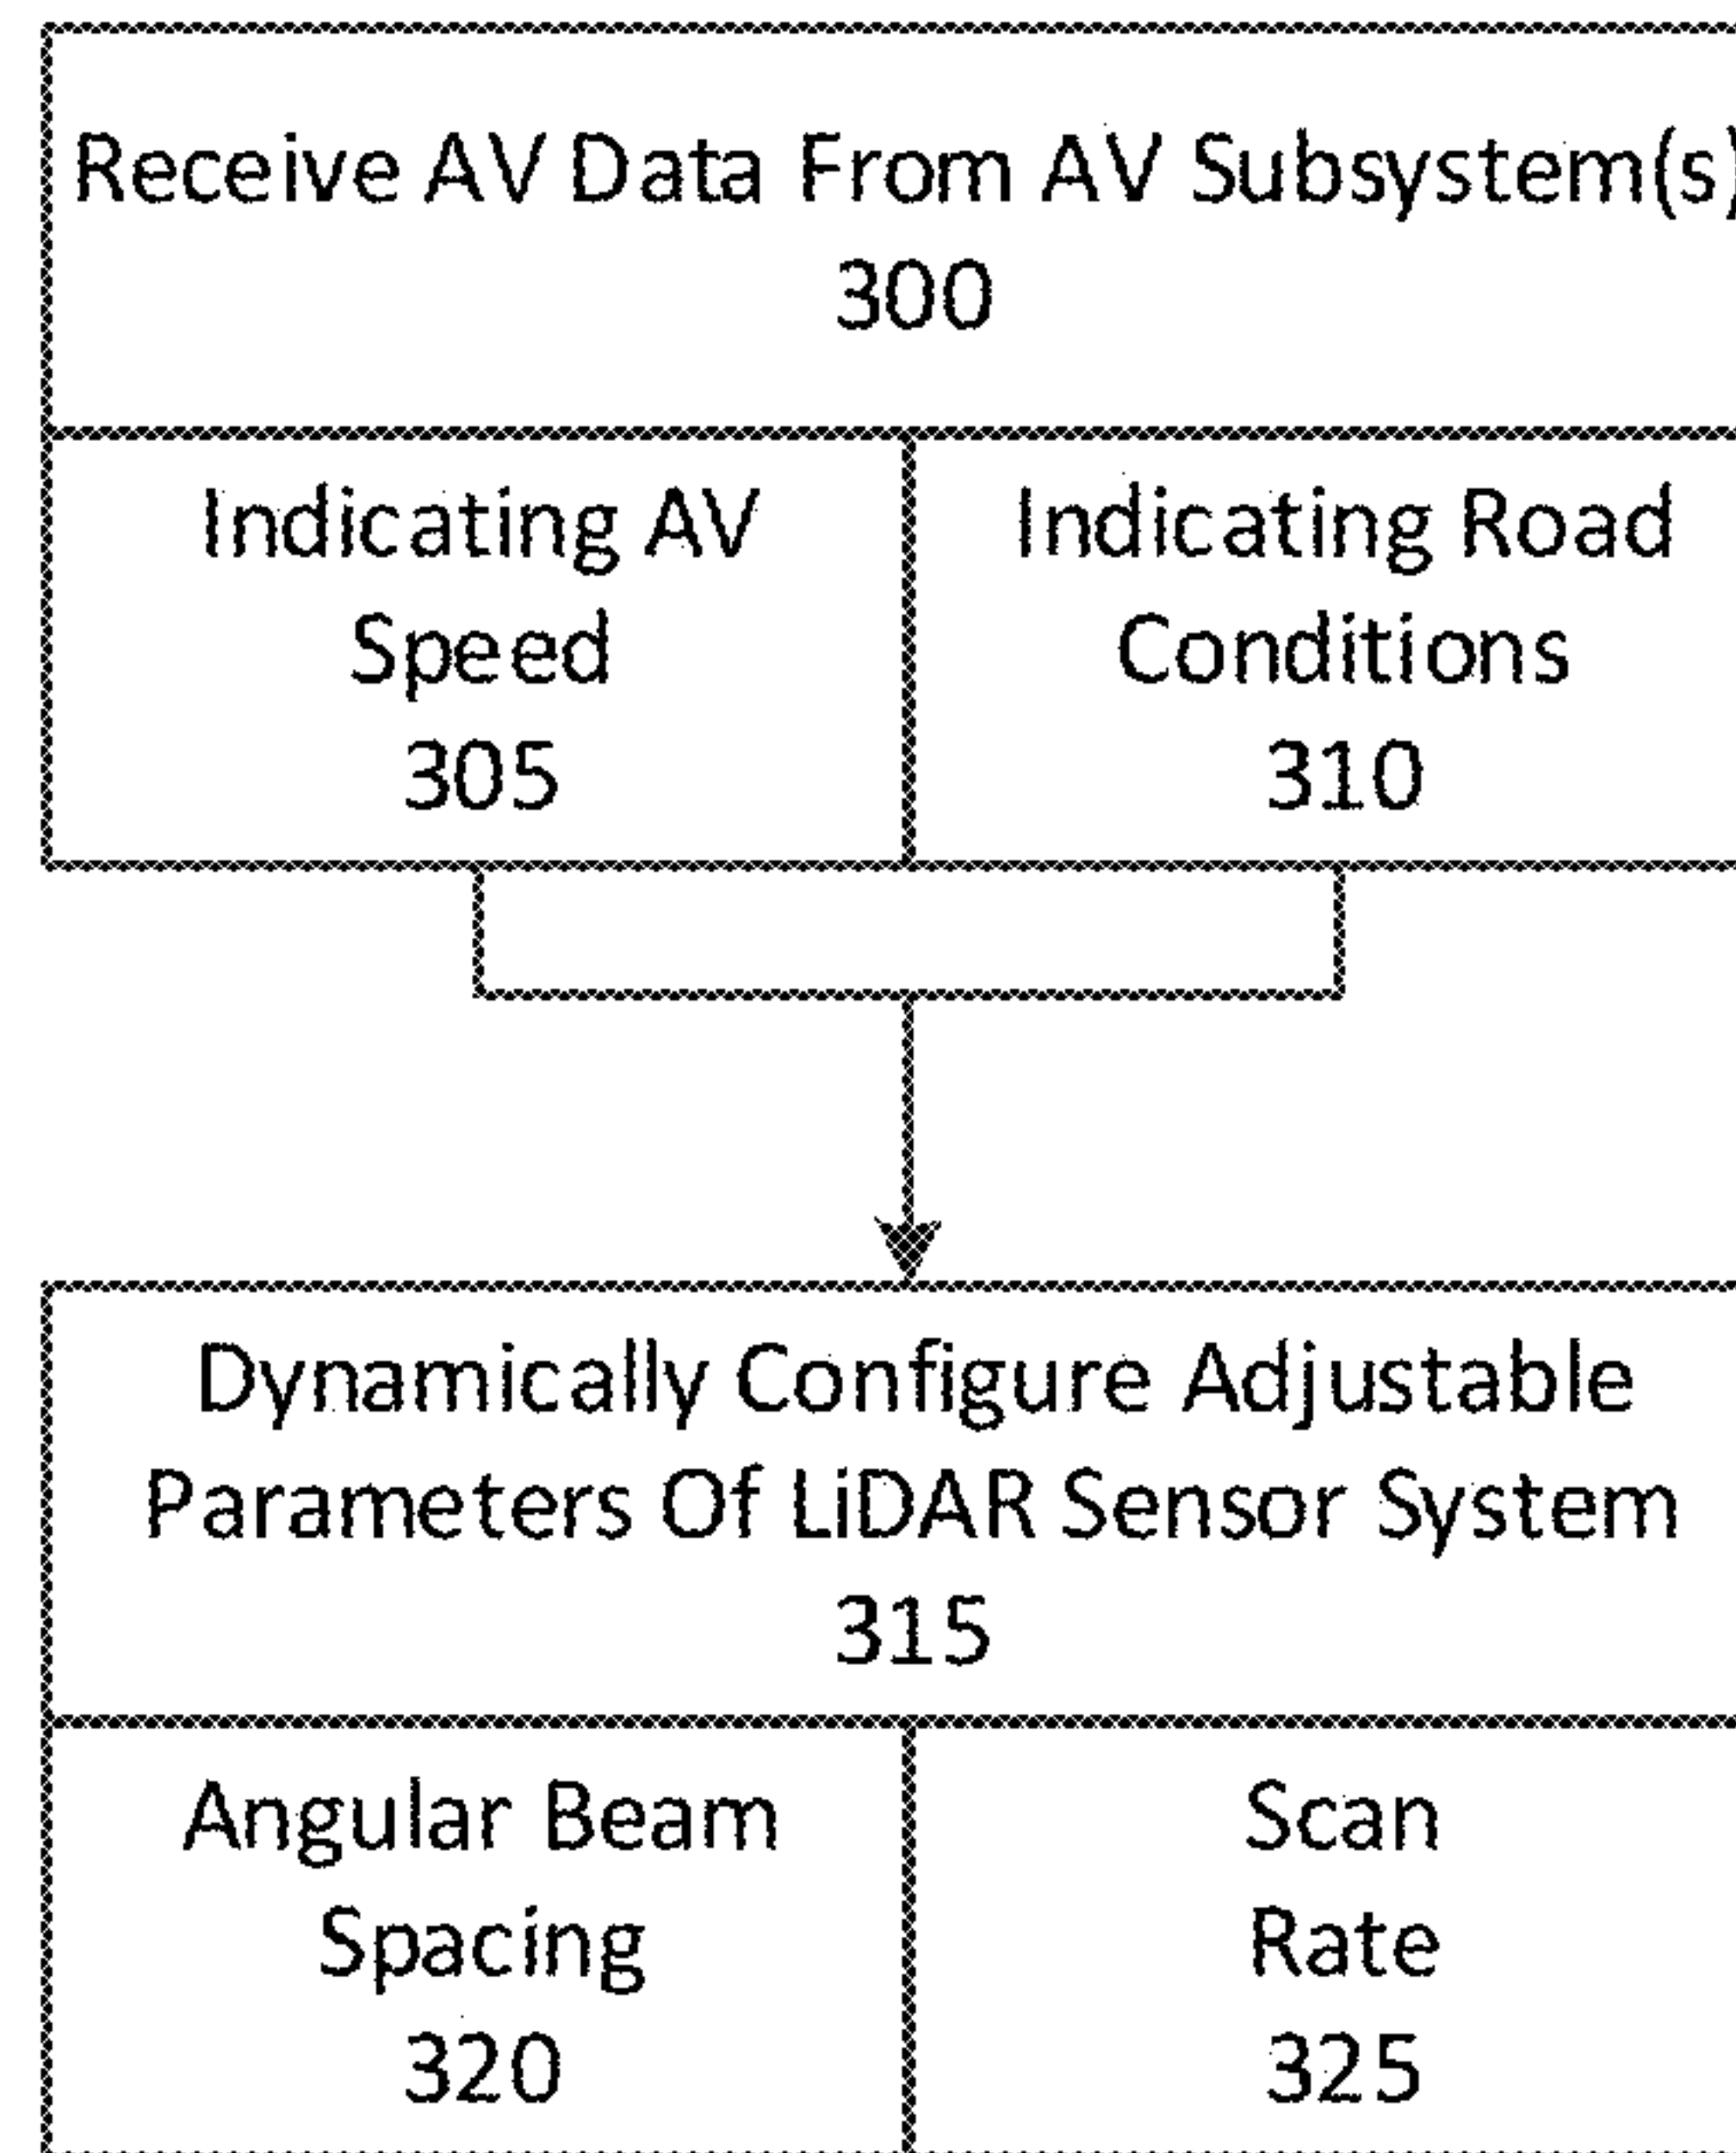 Receive AV Data From AV Subsystem(s)
300
Indicating AV
Speed
305
Indicating Road
Conditions
310
Dynamically Configure Adjustable
Parameters Of LiDAR Sensor System
315
Angular Beam
Spacing
320
Scan
Rate
325